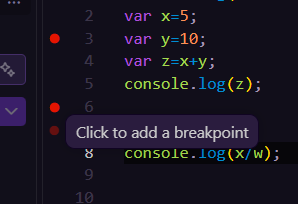 2 var x=5;
3 var y=10;
4 var z=x+y;
5 console.log(z);
6
Click to add a breakpoint
8 console.log(x/w);
9
10